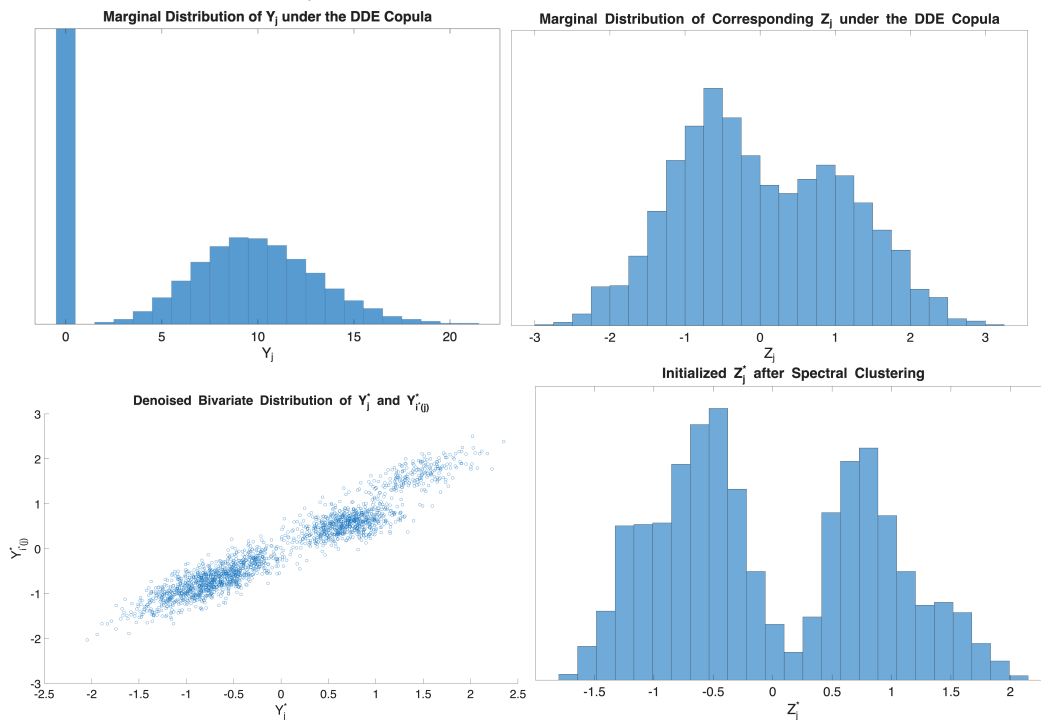 Marginal Distribution of Yj under the DDE Copula
0 5 10 15 20
Yj
Marginal Distribution of Corresponding Zj under the DDE Copula
-3 -2 -1 0 1 2 3
Zj
Denoised Bivariate Distribution of Y*j and Y*i*(j)
3
2
1
0
-1
-2
-3
Y*i*(j)
-2.5 -2 -1.5 -1 -0.5 0 0.5 1 1.5 2 2.5
Y*j
Initialized Z*j after Spectral Clustering
-1.5 -1 -0.5 0 0.5 1 1.5 2
Z*j